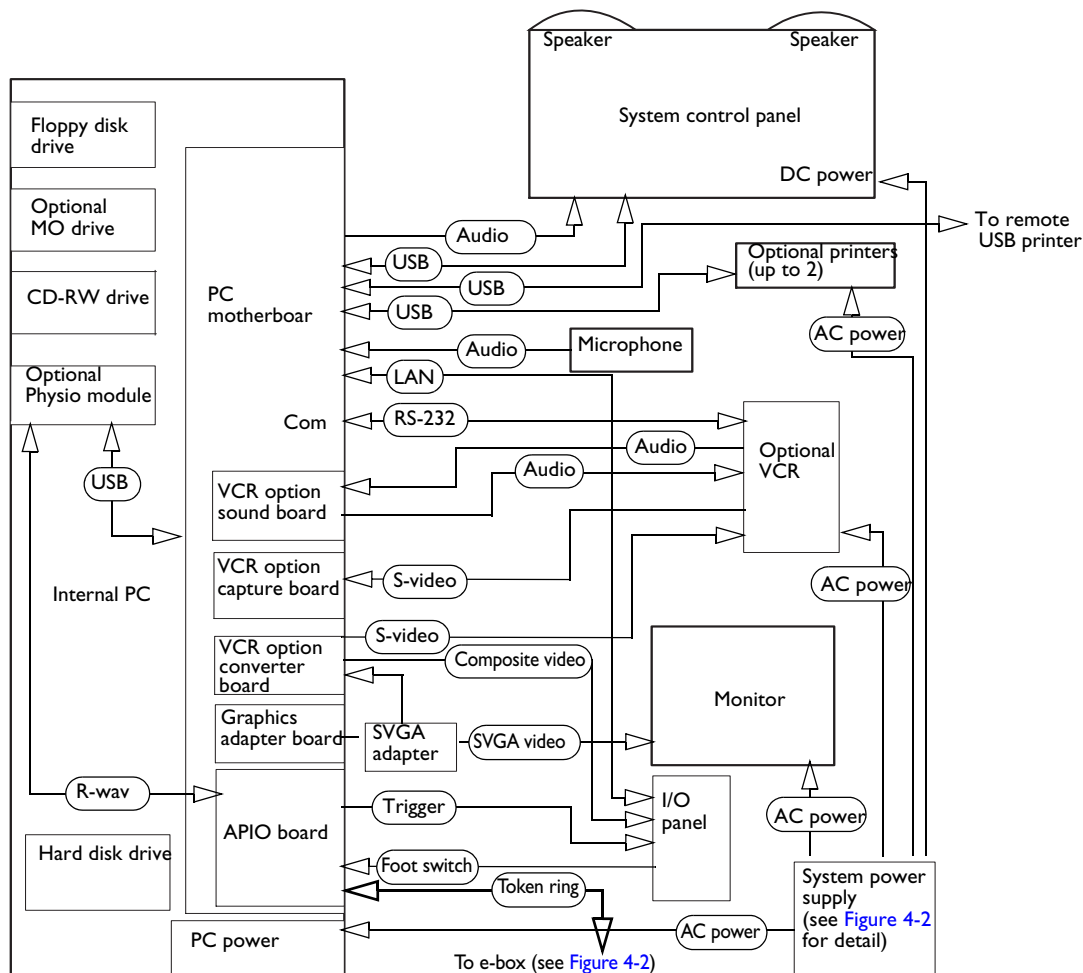 Speaker
Speaker
System control panel
DC power
Floppy disk
drive
Optional
MO drive
CD-RW drive
Optional
Physio module
USB
Internal PC
R-wav
Hard disk drive
PC
motherboar
Com
VCR option
sound board
VCR option
capture board
VCR option
converter
board
Graphics
adapter board
APIO board
PC power
Audio
USB
USB
USB
To remote
USB printer
Optional printers
(up to 2)
AC power
Audio
Microphone
LAN
RS-232
Audio
Audio
Optional
VCR
S-video
AC power
S-video
Composite video
SVGA
adapter
SVGA video
Monitor
Trigger
I/O
panel
AC power
Foot switch
Token ring
System power
supply
(see Figure 4-2
for detail)
AC power
To e-box (see Figure 4-2)